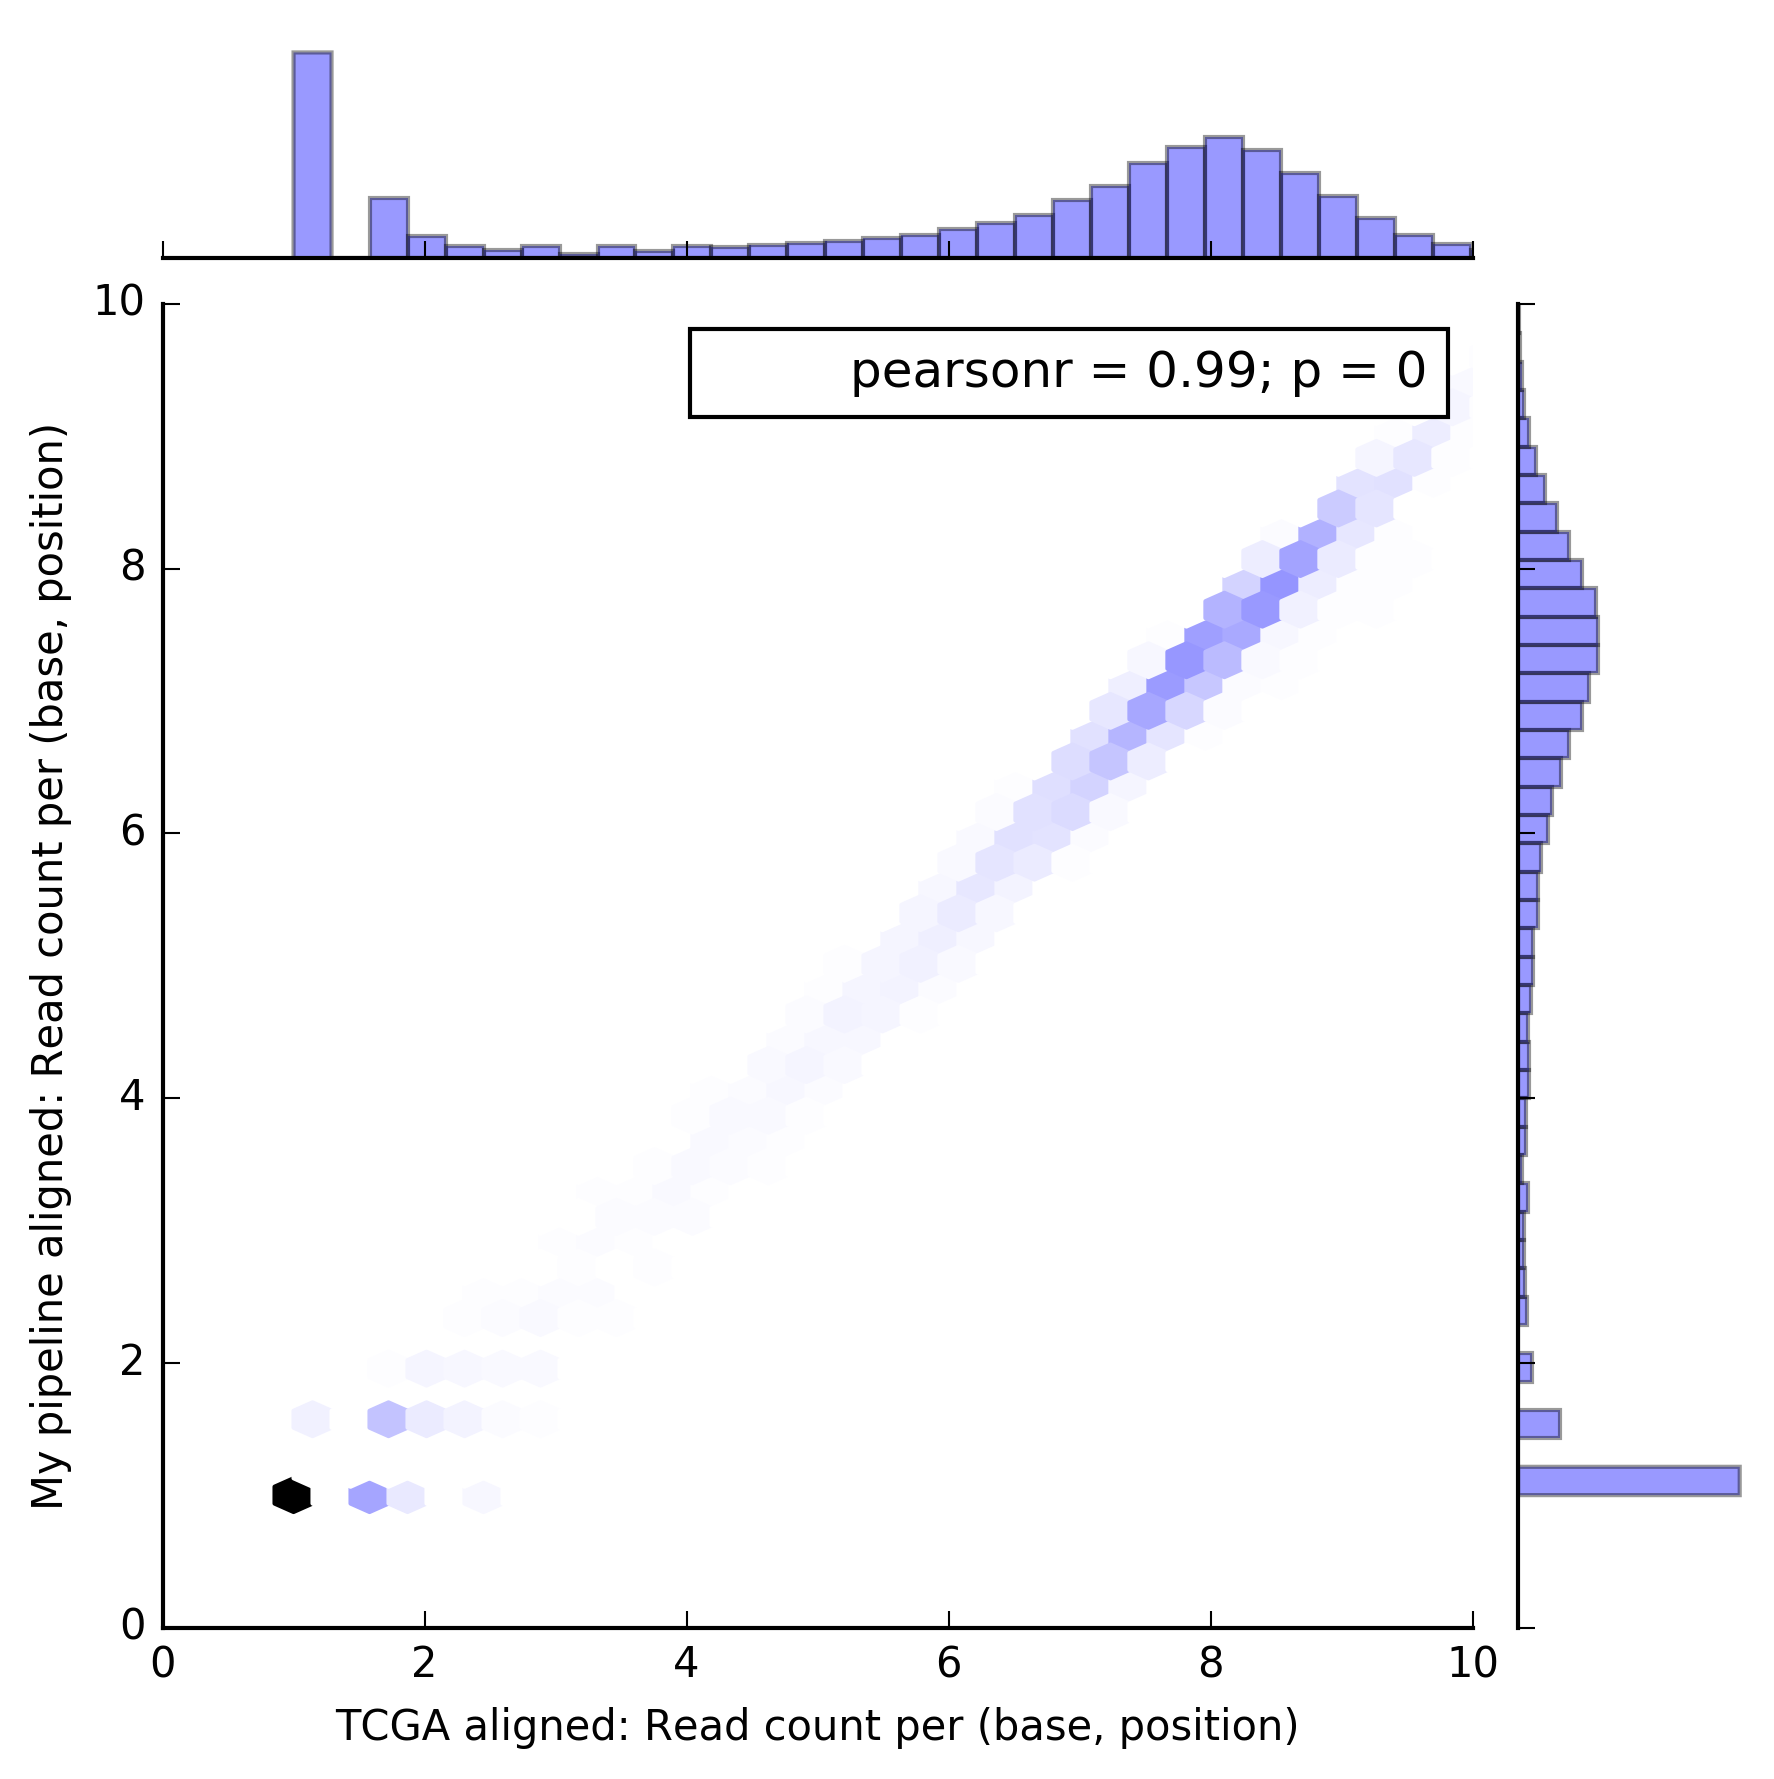 10
pearsonr = 0.99; p = 0
8
6
4
2
0
My pipeline aligned: Read count per (base, position)
0 2 4 6 8 10
TCGA aligned: Read count per (base, position)